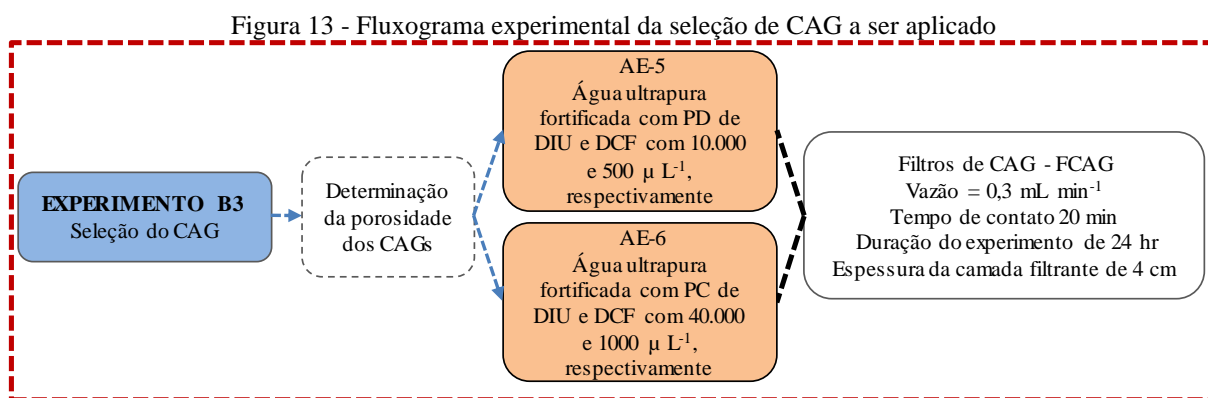 Figura 13 - Fluxograma experimental da seleção de CAG a ser aplicado
EXPERIMENTO B3
Seleção do CAG
Determinação
da porosidade
dos CAGs
AE-5
Água ultrapura
fortificada com PD de
DIU e DCF com 10.000
e 500 µ L⁻¹,
respectivamente
AE-6
Água ultrapura
fortificada com PC de
DIU e DCF com 40.000
e 1000 µ L⁻¹,
respectivamente
Filtros de CAG - FCAG
Vazão = 0,3 mL min⁻¹
Tempo de contato 20 min
Duração do experimento de 24 hr
Espessura da camada filtrante de 4 cm